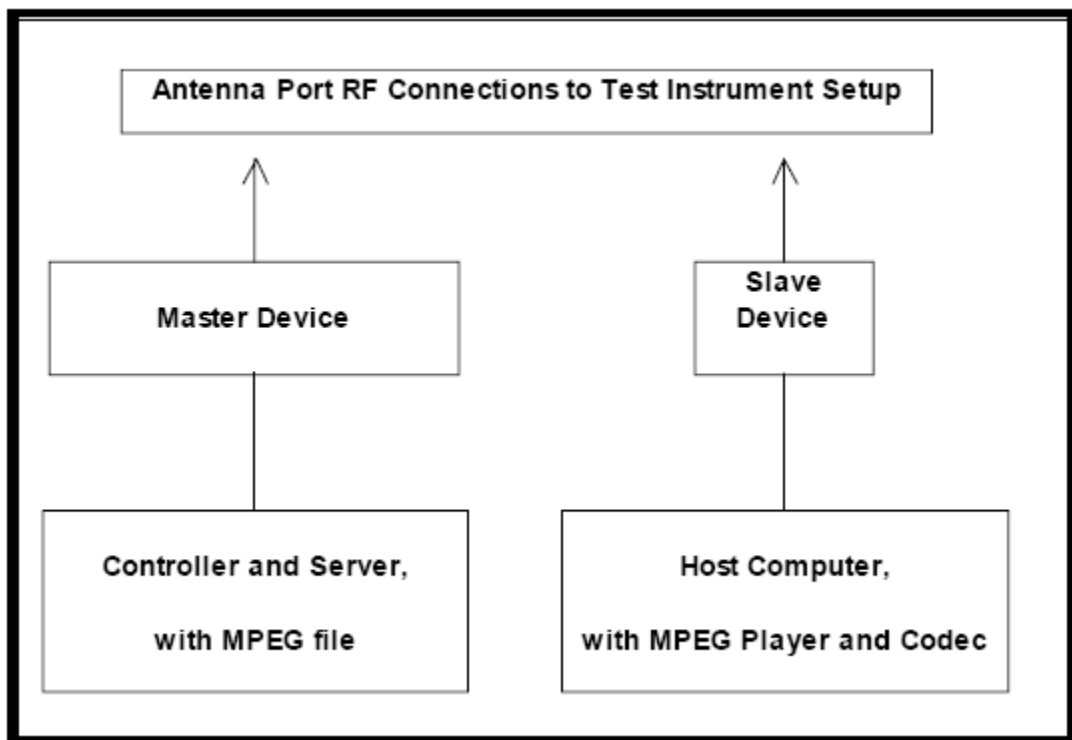 Antenna Port RF Connections to Test Instrument Setup
Master Device
Slave
Device
Controller and Server,
with MPEG file
Host Computer,
with MPEG Player and Codec